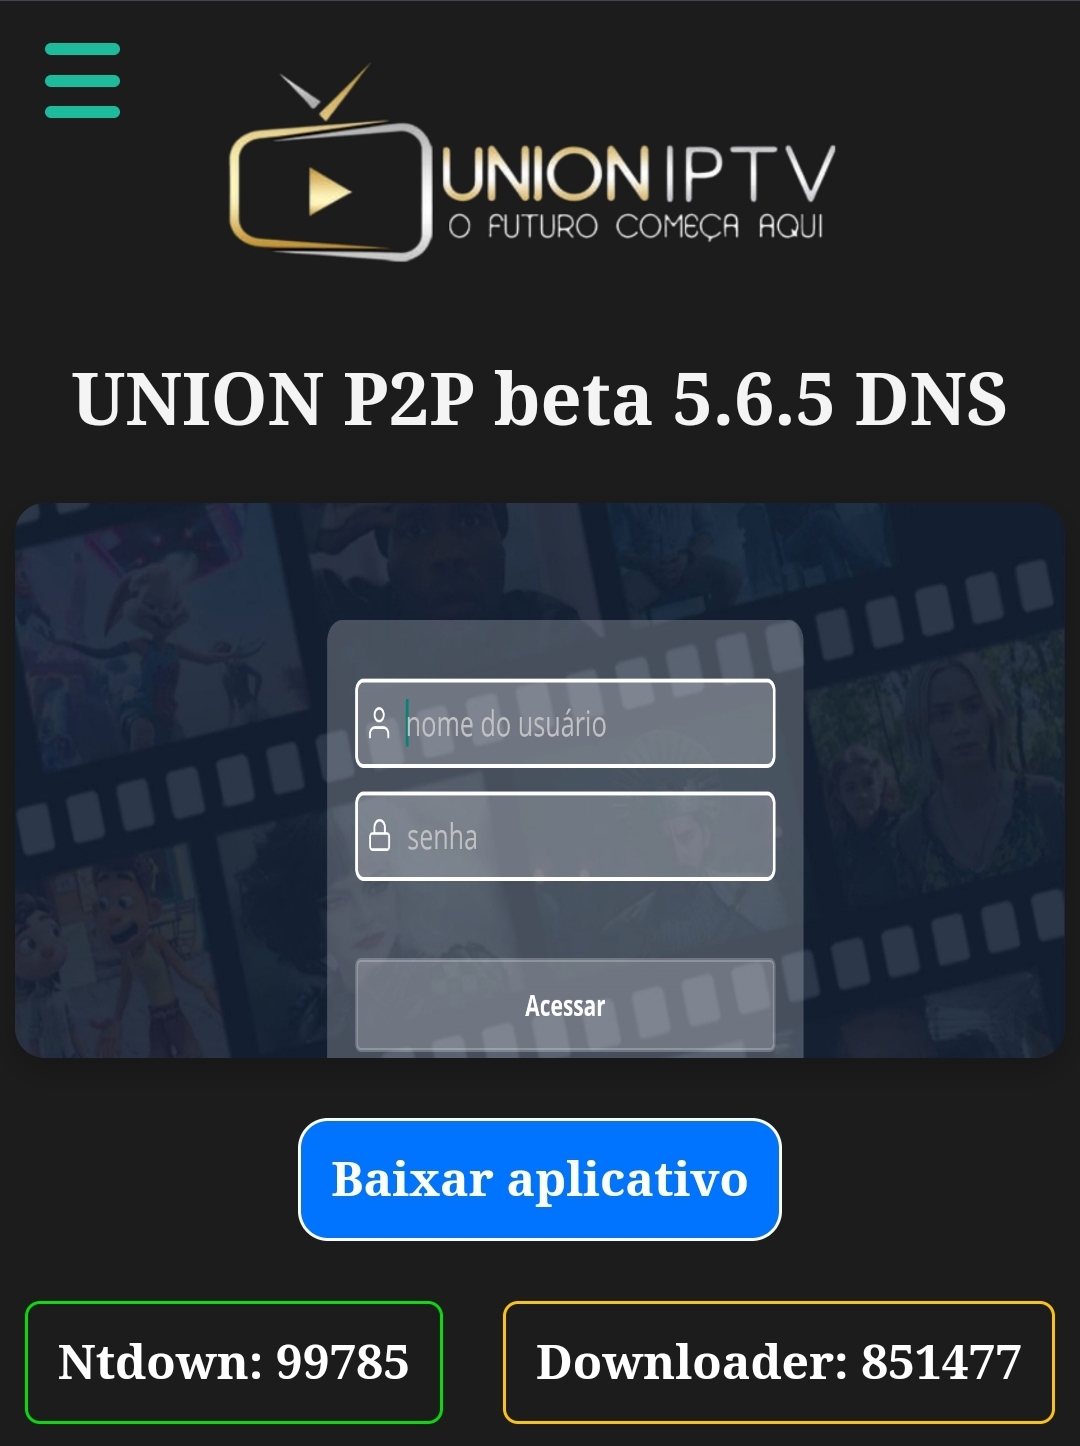 UNION IPTV
O FUTURO COMEÇA AQUI
UNION P2P beta 5.6.5 DNS
nome do usuário
senha
Acessar
Baixar aplicativo
Ntdown: 99785
Downloader: 851477